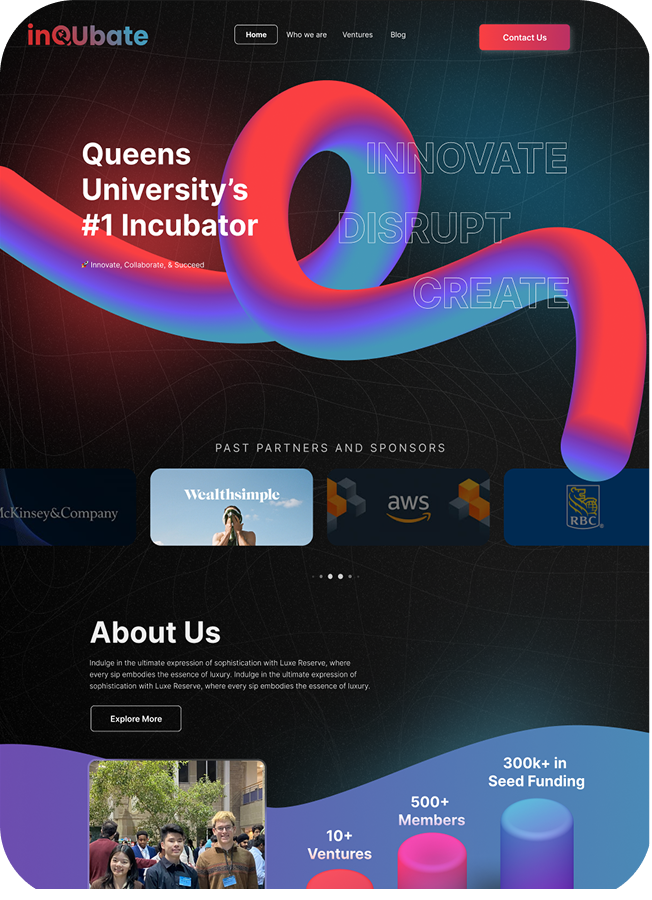 inQUbate
Home
Who we are
Ventures
Blog
Contact Us
Queens
University’s
#1 Incubator
Innovate, Collaborate, & Succeed
INNOVATE
DISRUPT
CREATE
PAST PARTNERS AND SPONSORS
McKinsey&Company
Wealthsimple
aws
RBC
About Us
Indulge in the ultimate expression of sophistication with Luxe Reserve, where
every sip embodies the essence of luxury. Indulge in the ultimate expression of
sophistication with Luxe Reserve, where every sip embodies the essence of luxury.
Explore More
300k+ in
Seed Funding
500+
Members
10+
Ventures